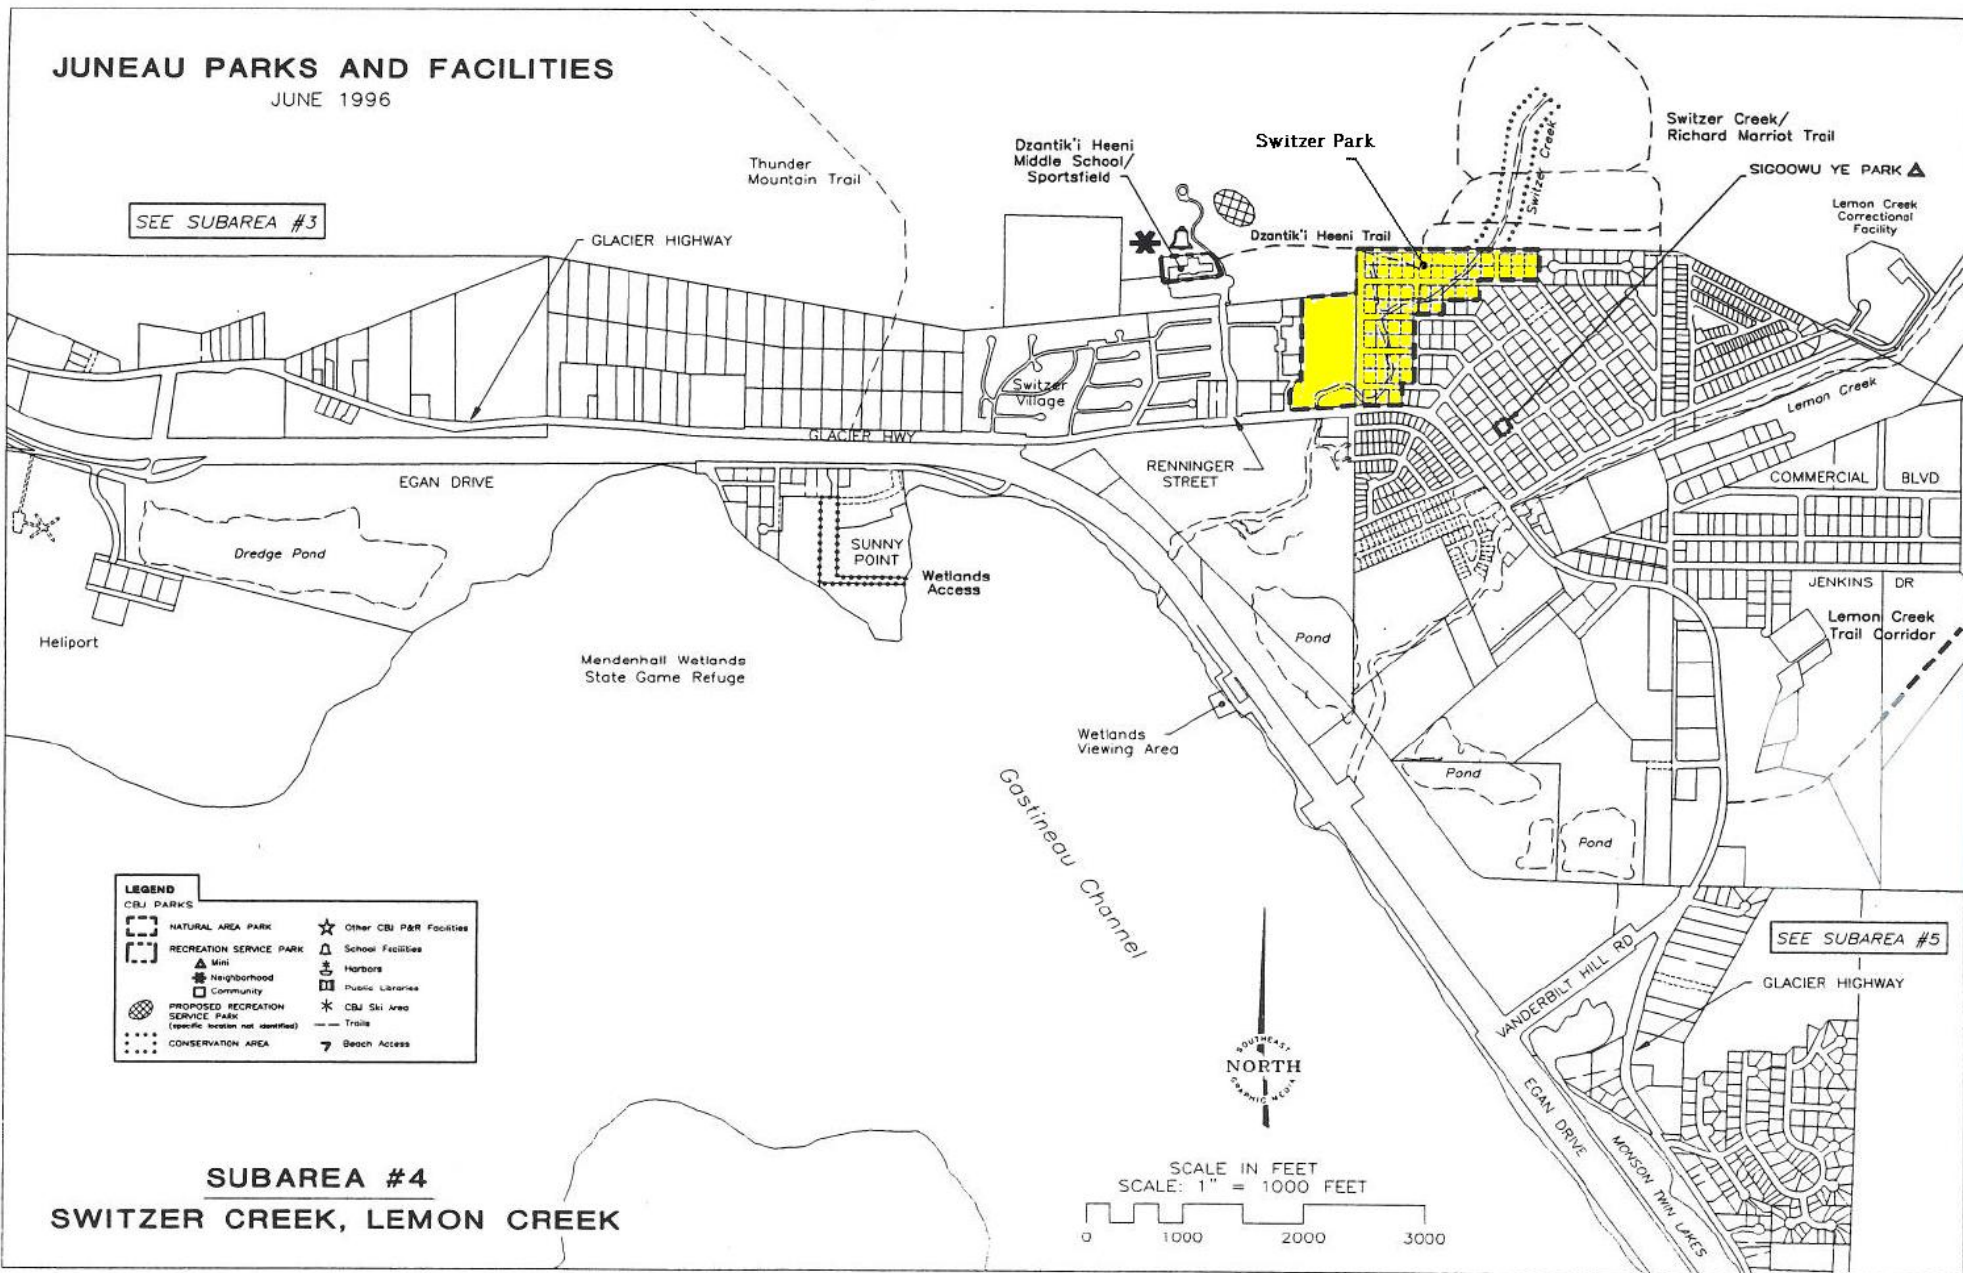 JUNEAU PARKS AND FACILITIES
JUNE 1996
SEE SUBAREA #3
GLACIER HIGHWAY
Thunder
Mountain Trail
Dzantik'i Heeni
Middle School/
Sportsfield
Switzer Park
Dzantik'i Heeni Trail
Switzer Creek
Switzer Creek/
Richard Marriot Trail
SIGOOWU YE PARK
Lemon Creek
Correctional
Facility
Lemon Creek
Switzer
Village
GLACIER HWY
RENNINGER
STREET
EGAN DRIVE
COMMERCIAL BLVD
Dredge Pond
SUNNY
POINT
Wetlands
Access
JENKINS DR
Lemon Creek
Trail Corridor
Heliport
Mendenhall Wetlands
State Game Refuge
Pond
Wetlands
Viewing Area
Pond
Pond
Gastineau Channel
LEGEND
CBJ PARKS
NATURAL AREA PARK
RECREATION SERVICE PARK
Mini
Neighborhood
Community
PROPOSED RECREATION
SERVICE PARK
(specific location not identified)
CONSERVATION AREA
Other CBJ P&R Facilities
School Facilities
Harbors
Public Libraries
CBJ Ski Area
Trails
Beach Access
SEE SUBAREA #5
VANDERBILT HILL RD
GLACIER HIGHWAY
SOUTHEAST
NORTH
GRAPHIC MEDIA
EGAN DRIVE
MONSON TWIN LAKES
SCALE IN FEET
SCALE: 1" = 1000 FEET
0 1000 2000 3000
SUBAREA #4
SWITZER CREEK, LEMON CREEK